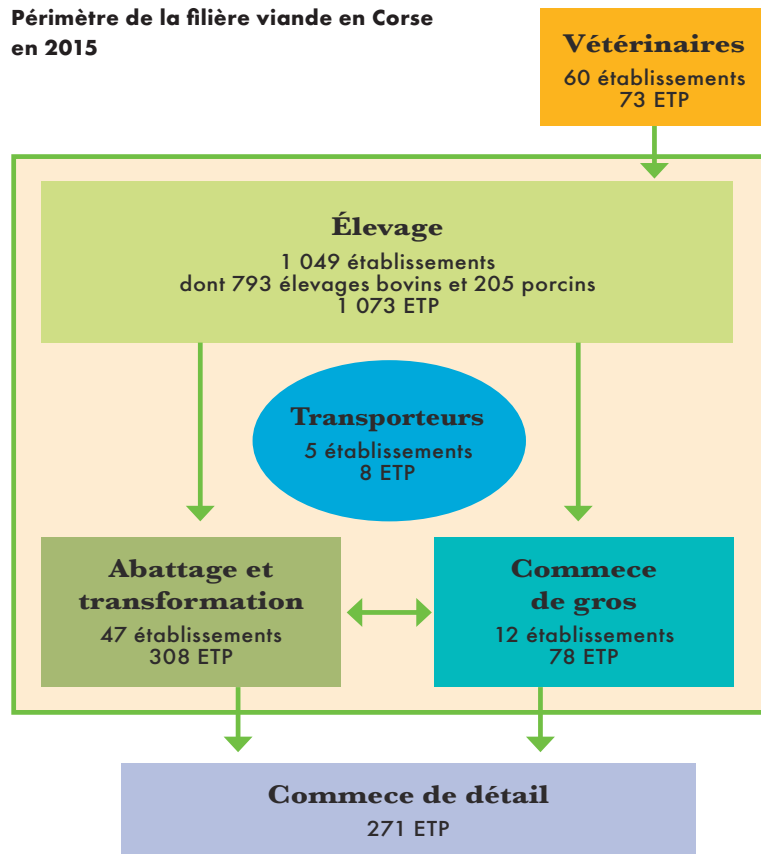 Périmètre de la filière viande en Corse
en 2015
Vétérinaires
60 établissements
73 ETP
Élevage
1 049 établissements
dont 793 élevages bovins et 205 porcins
1 073 ETP
Transporteurs
5 établissements
8 ETP
Abattage et
transformation
47 établissements
308 ETP
Commece
de gros
12 établissements
78 ETP
Commece de détail
271 ETP